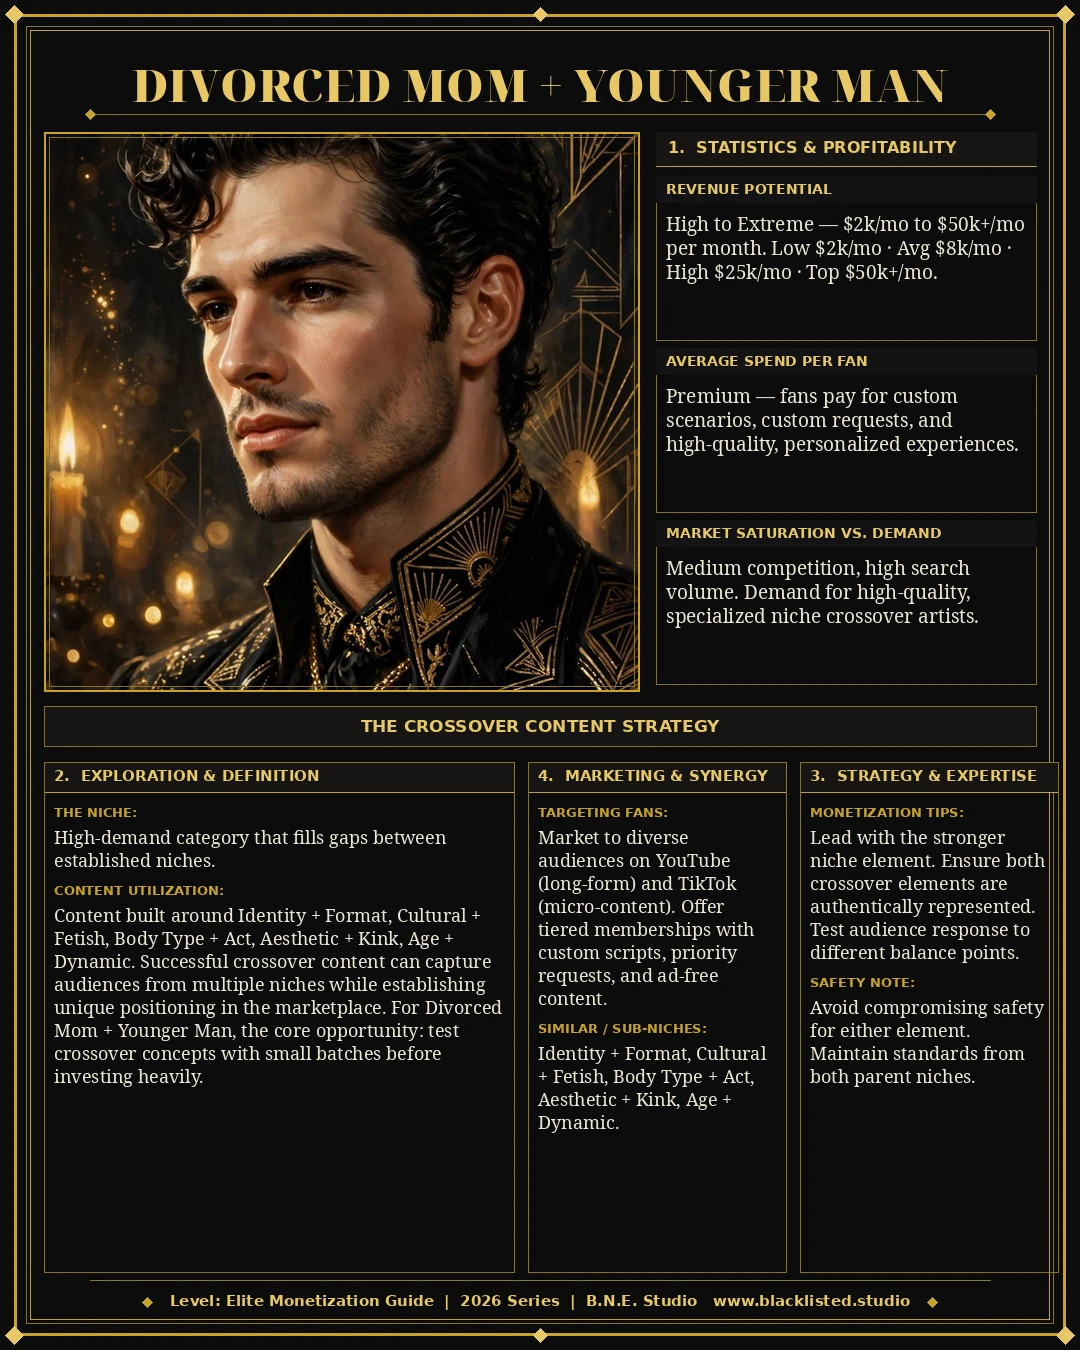 DIVORCED MOM + YOUNGER MAN
1. STATISTICS & PROFITABILITY
REVENUE POTENTIAL
High to Extreme — $2k/mo to $50k+/mo
per month. Low $2k/mo · Avg $8k/mo ·
High $25k/mo · Top $50k+/mo.
AVERAGE SPEND PER FAN
Premium — fans pay for custom
scenarios, custom requests, and
high-quality, personalized experiences.
MARKET SATURATION VS. DEMAND
Medium competition, high search
volume. Demand for high-quality,
specialized niche crossover artists.
THE CROSSOVER CONTENT STRATEGY
2. EXPLORATION & DEFINITION
THE NICHE:
High-demand category that fills gaps between
established niches.
CONTENT UTILIZATION:
Content built around Identity + Format, Cultural +
Fetish, Body Type + Act, Aesthetic + Kink, Age +
Dynamic. Successful crossover content can capture
audiences from multiple niches while establishing
unique positioning in the marketplace. For Divorced
Mom + Younger Man, the core opportunity: test
crossover concepts with small batches before
investing heavily.
4. MARKETING & SYNERGY
TARGETING FANS:
Market to diverse
audiences on YouTube
(long-form) and TikTok
(micro-content). Offer
tiered memberships with
custom scripts, priority
requests, and ad-free
content.
SIMILAR / SUB-NICHES:
Identity + Format, Cultural
+ Fetish, Body Type + Act,
Aesthetic + Kink, Age +
Dynamic.
3. STRATEGY & EXPERTISE
MONETIZATION TIPS:
Lead with the stronger
niche element. Ensure both
crossover elements are
authentically represented.
Test audience response to
different balance points.
SAFETY NOTE:
Avoid compromising safety
for either element.
Maintain standards from
both parent niches.
Level: Elite Monetization Guide | 2026 Series | B.N.E. Studio www.blacklisted.studio